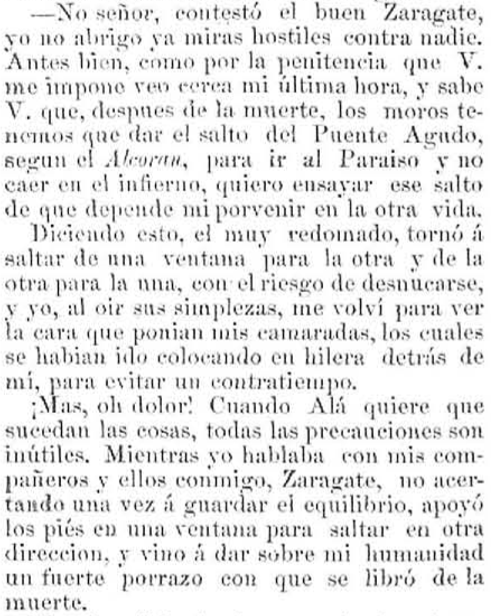 —No señor, contestó el buen Zaragate,
yo no abrigo ya miras hostiles contra nadie.
Antes bien, como por la penitencia que V.
me impone veo cerca mi última hora, y sabe
V. que, despues de la muerte, los moros te-
nemos que dar el salto del Puente Agudo,
segun el Alcoran, para ir al Paraiso y no
caer en el infierno, quiero ensayar ese salto
de que depende mi porvenir en la otra vida.
Diciendo esto, el muy redomado, tornó á
saltar de una ventana para la otra y de la
otra para la una, con el riesgo de desnucarse,
y yo, al oir sus simplezas, me volví para ver
la cara que ponian mis camaradas, los cuales
se habian ido colocando en hilera detrás de
mí, para evitar un contratiempo.
¡Mas, oh dolor! Cuando Alá quiere que
sucedan las cosas, todas las precauciones son
inútiles. Mientras yo hablaba con mis com-
pañeros y ellos conmigo, Zaragate, no acer-
tando una vez á guardar el equilibrio, apoyó
los piés en una ventana para saltar en otra
direccion, y vino á dar sobre mi humanidad
un fuerte porrazo con que se libró de la
muerte.